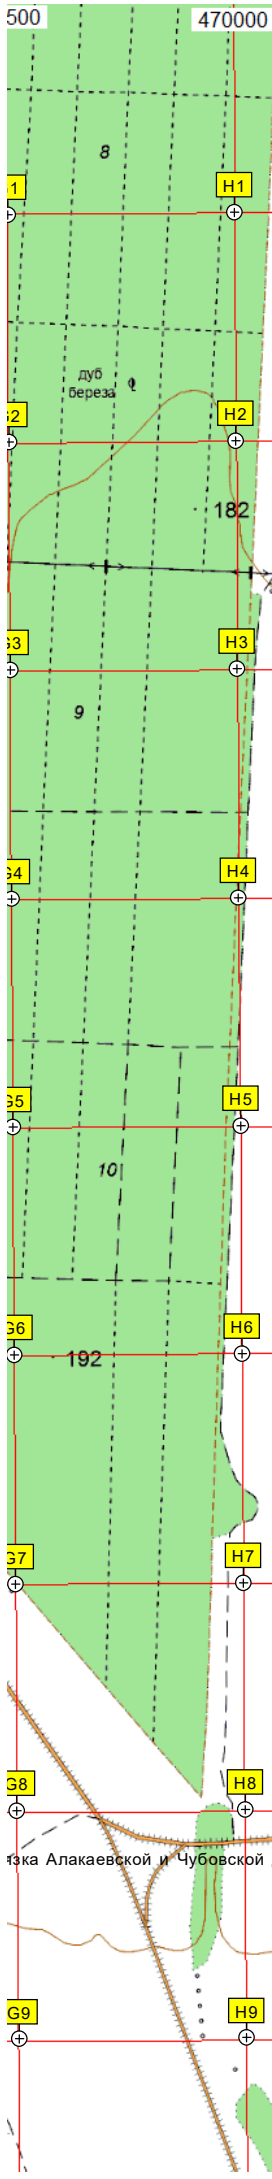 500 470000
8
G1 H1
дуб
береза
G2 H2
182
G3 H3
9
G4 H4
G5 H5
10
G6 H6
192
G7 H7
G8 H8
Алакаевской и Чубовской
G9 H9